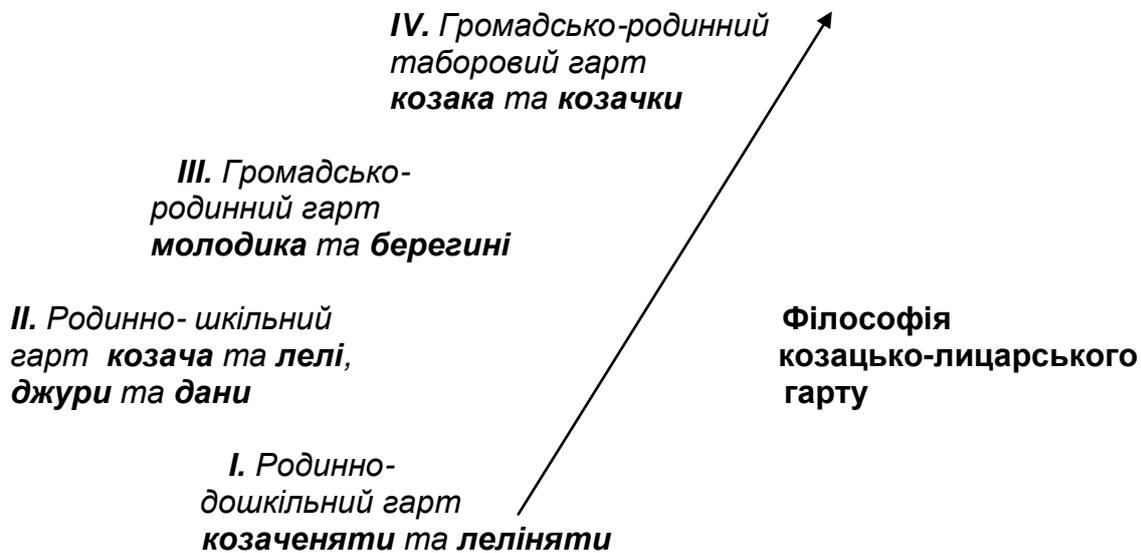 IV. Громадсько-родинний
таборовий гарт
козака та козачки
III. Громадсько-
родинний гарт
молодика та берегині
II. Родинно- шкільний
гарт козача та лелі,
джури та дани
Філософія
козацько-лицарського
гарту
I. Родинно-
дошкільний гарт
козаченяти та леліняти